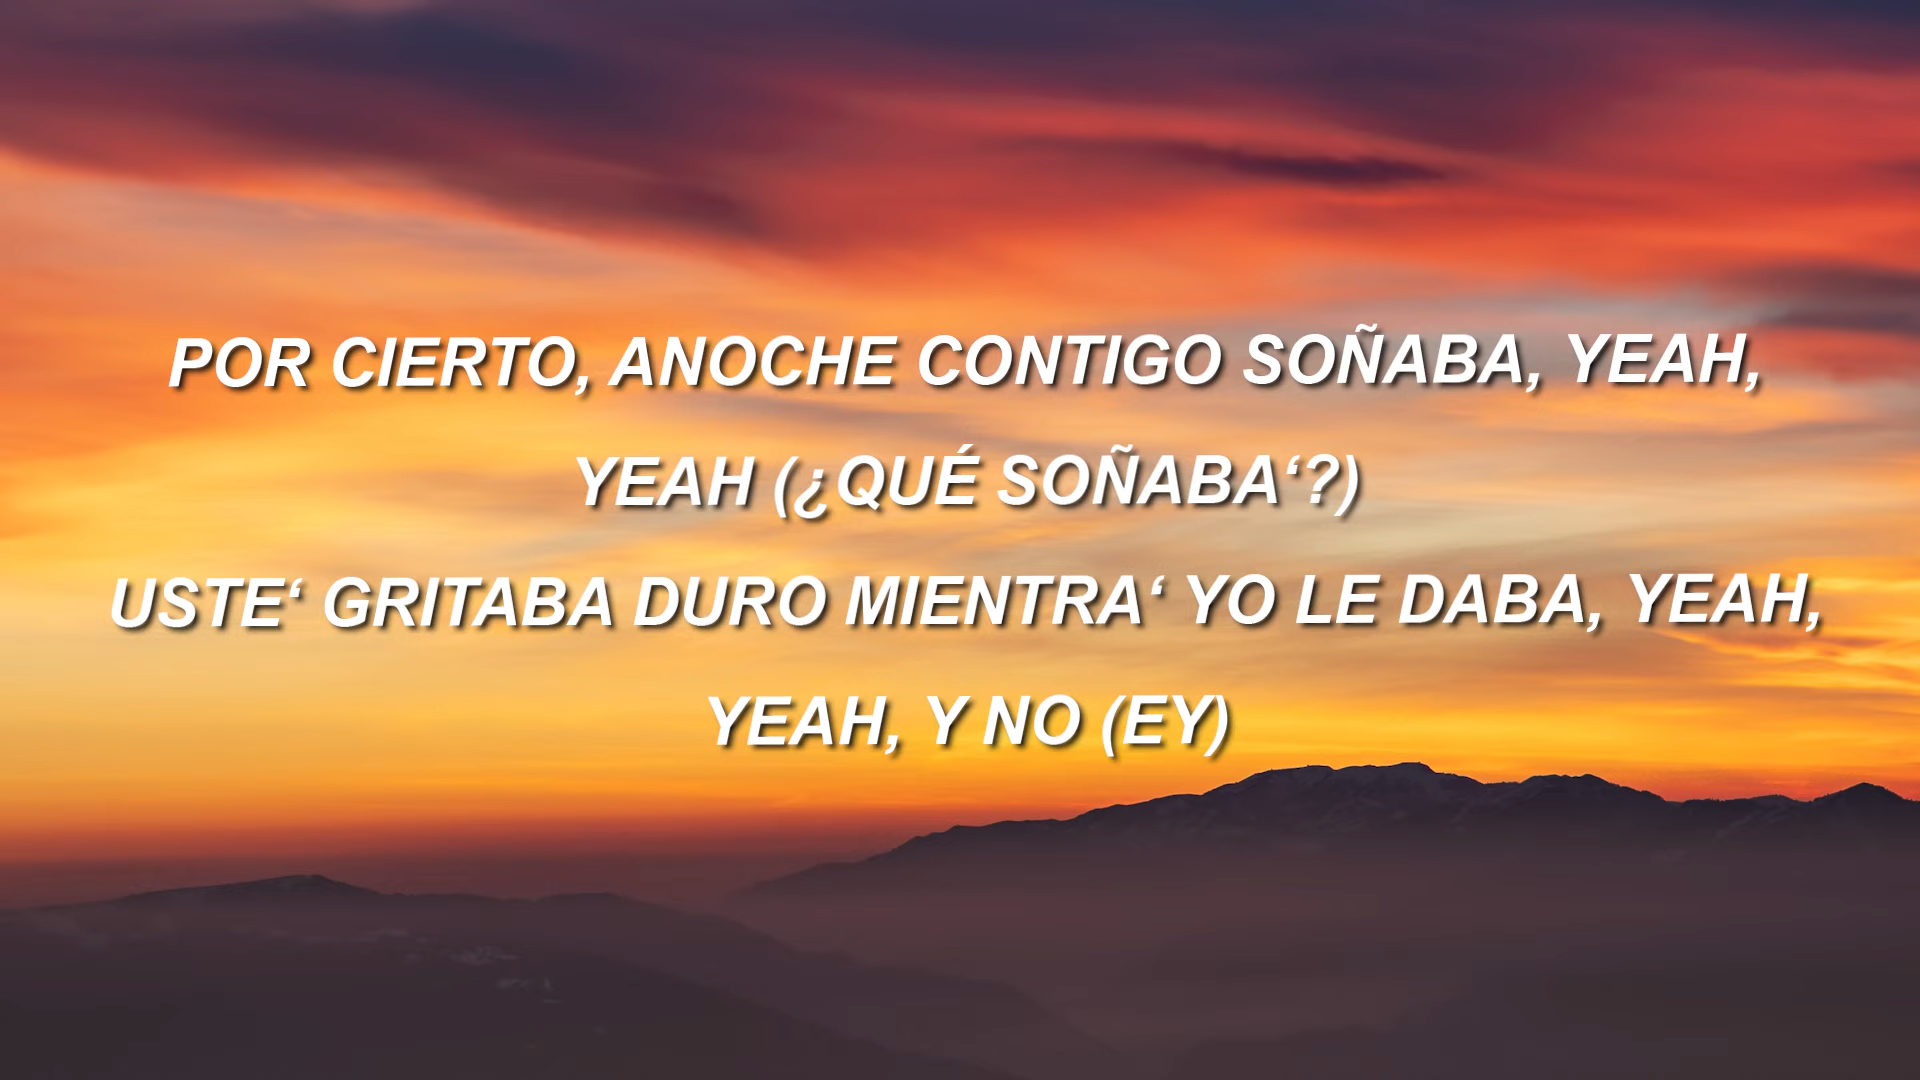 POR CIERTO, ANOCHE CONTIGO SOÑABA, YEAH,
YEAH (¿QUÉ SOÑABA‘?)
USTE‘ GRITABA DURO MIENTRA‘ YO LE DABA, YEAH,
YEAH, Y NO (EY)